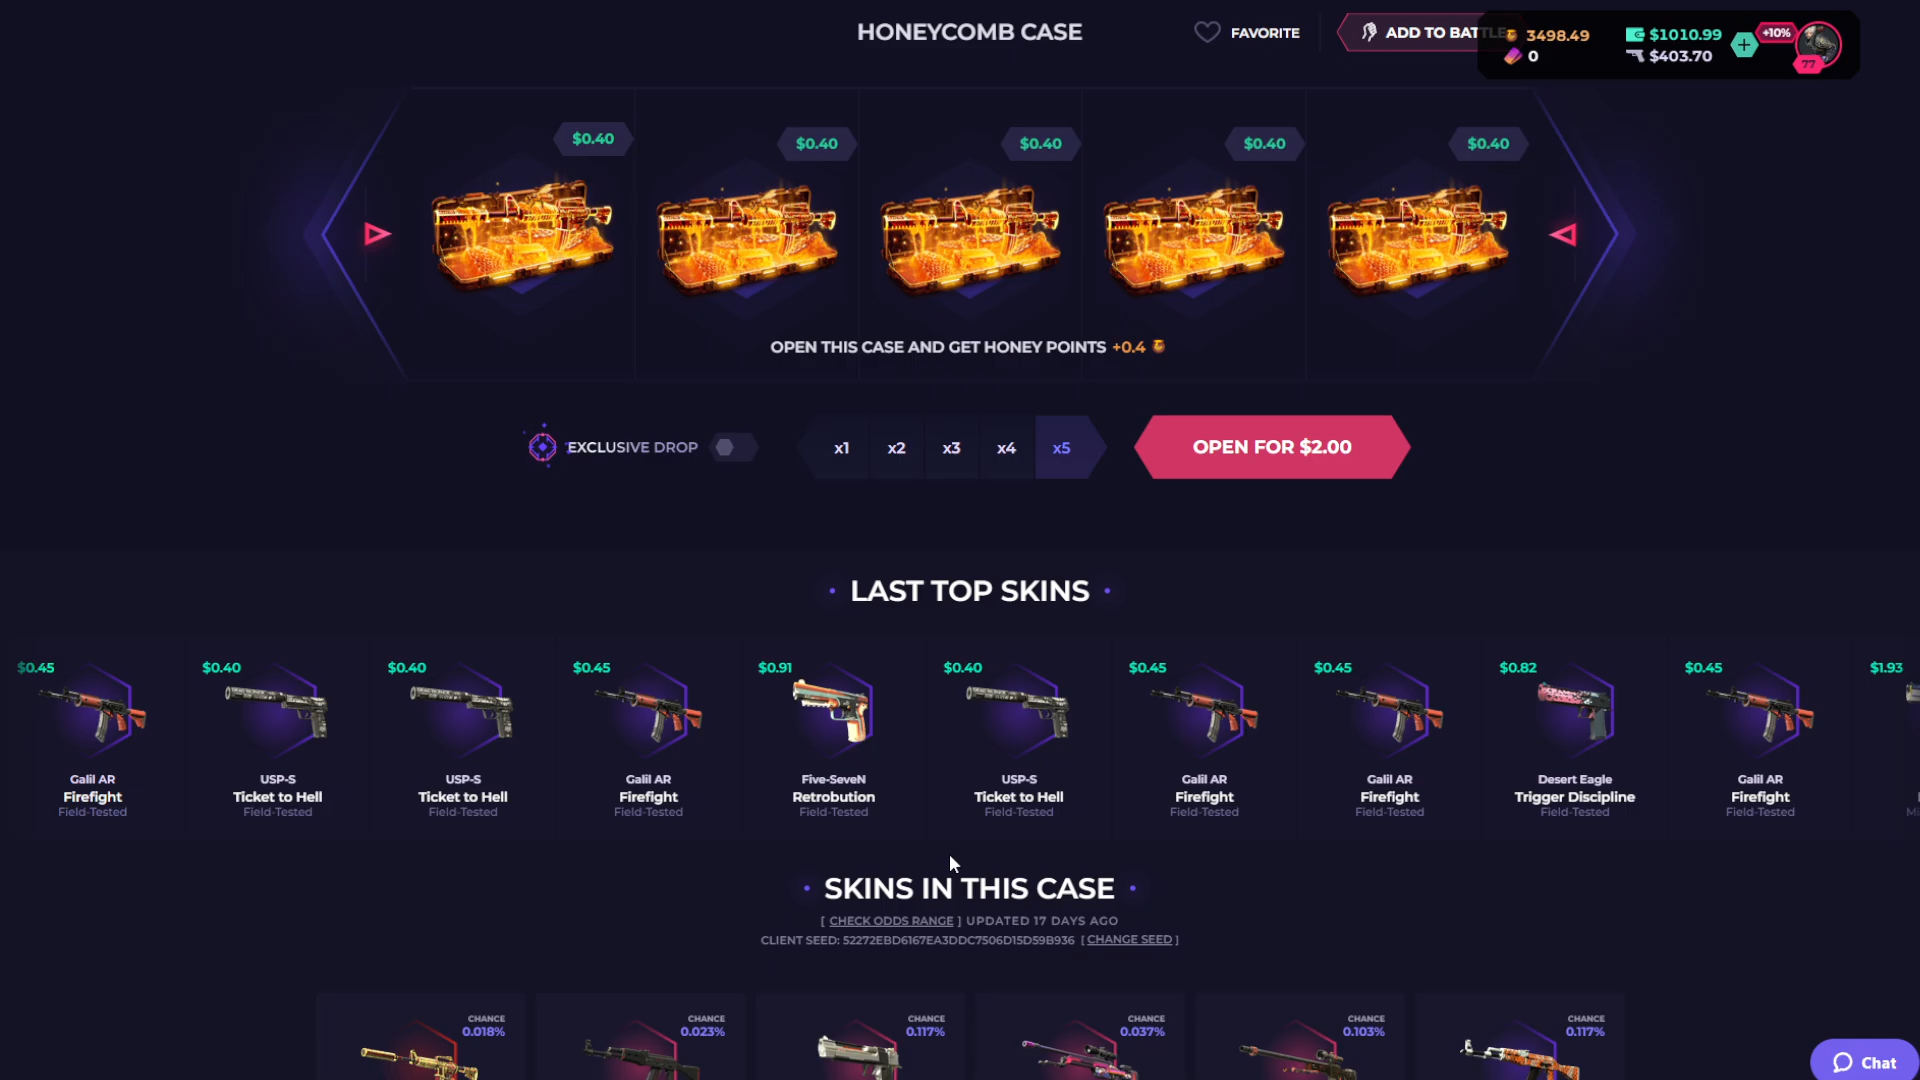 HONEYCOMB CASE
FAVORITE
ADD TO BATTLE
3498.49
0
$1010.99
$403.70
+10%
77
$0.40
$0.40
$0.40
$0.40
$0.40
OPEN THIS CASE AND GET HONEY POINTS +0.4
EXCLUSIVE DROP
x1
x2
x3
x4
x5
OPEN FOR $2.00
LAST TOP SKINS
$0.45
Galil AR
Firefight
Field-Tested
$0.40
USP-S
Ticket to Hell
Field-Tested
$0.40
USP-S
Ticket to Hell
Field-Tested
$0.45
Galil AR
Firefight
Field-Tested
$0.91
Five-SeveN
Retrobution
Field-Tested
$0.40
USP-S
Ticket to Hell
Field-Tested
$0.45
Galil AR
Firefight
Field-Tested
$0.45
Galil AR
Firefight
Field-Tested
$0.82
Desert Eagle
Trigger Discipline
Field-Tested
$0.45
Galil AR
Firefight
Field-Tested
$1.93
SKINS IN THIS CASE
[ CHECK ODDS RANGE ] UPDATED 17 DAYS AGO
CLIENT SEED: 52272EBD6167EA3DDC7506D15D59B936 [ CHANGE SEED ]
CHANCE
0.018%
CHANCE
0.023%
CHANCE
0.117%
CHANCE
0.037%
CHANCE
0.103%
CHANCE
0.117%
Chat